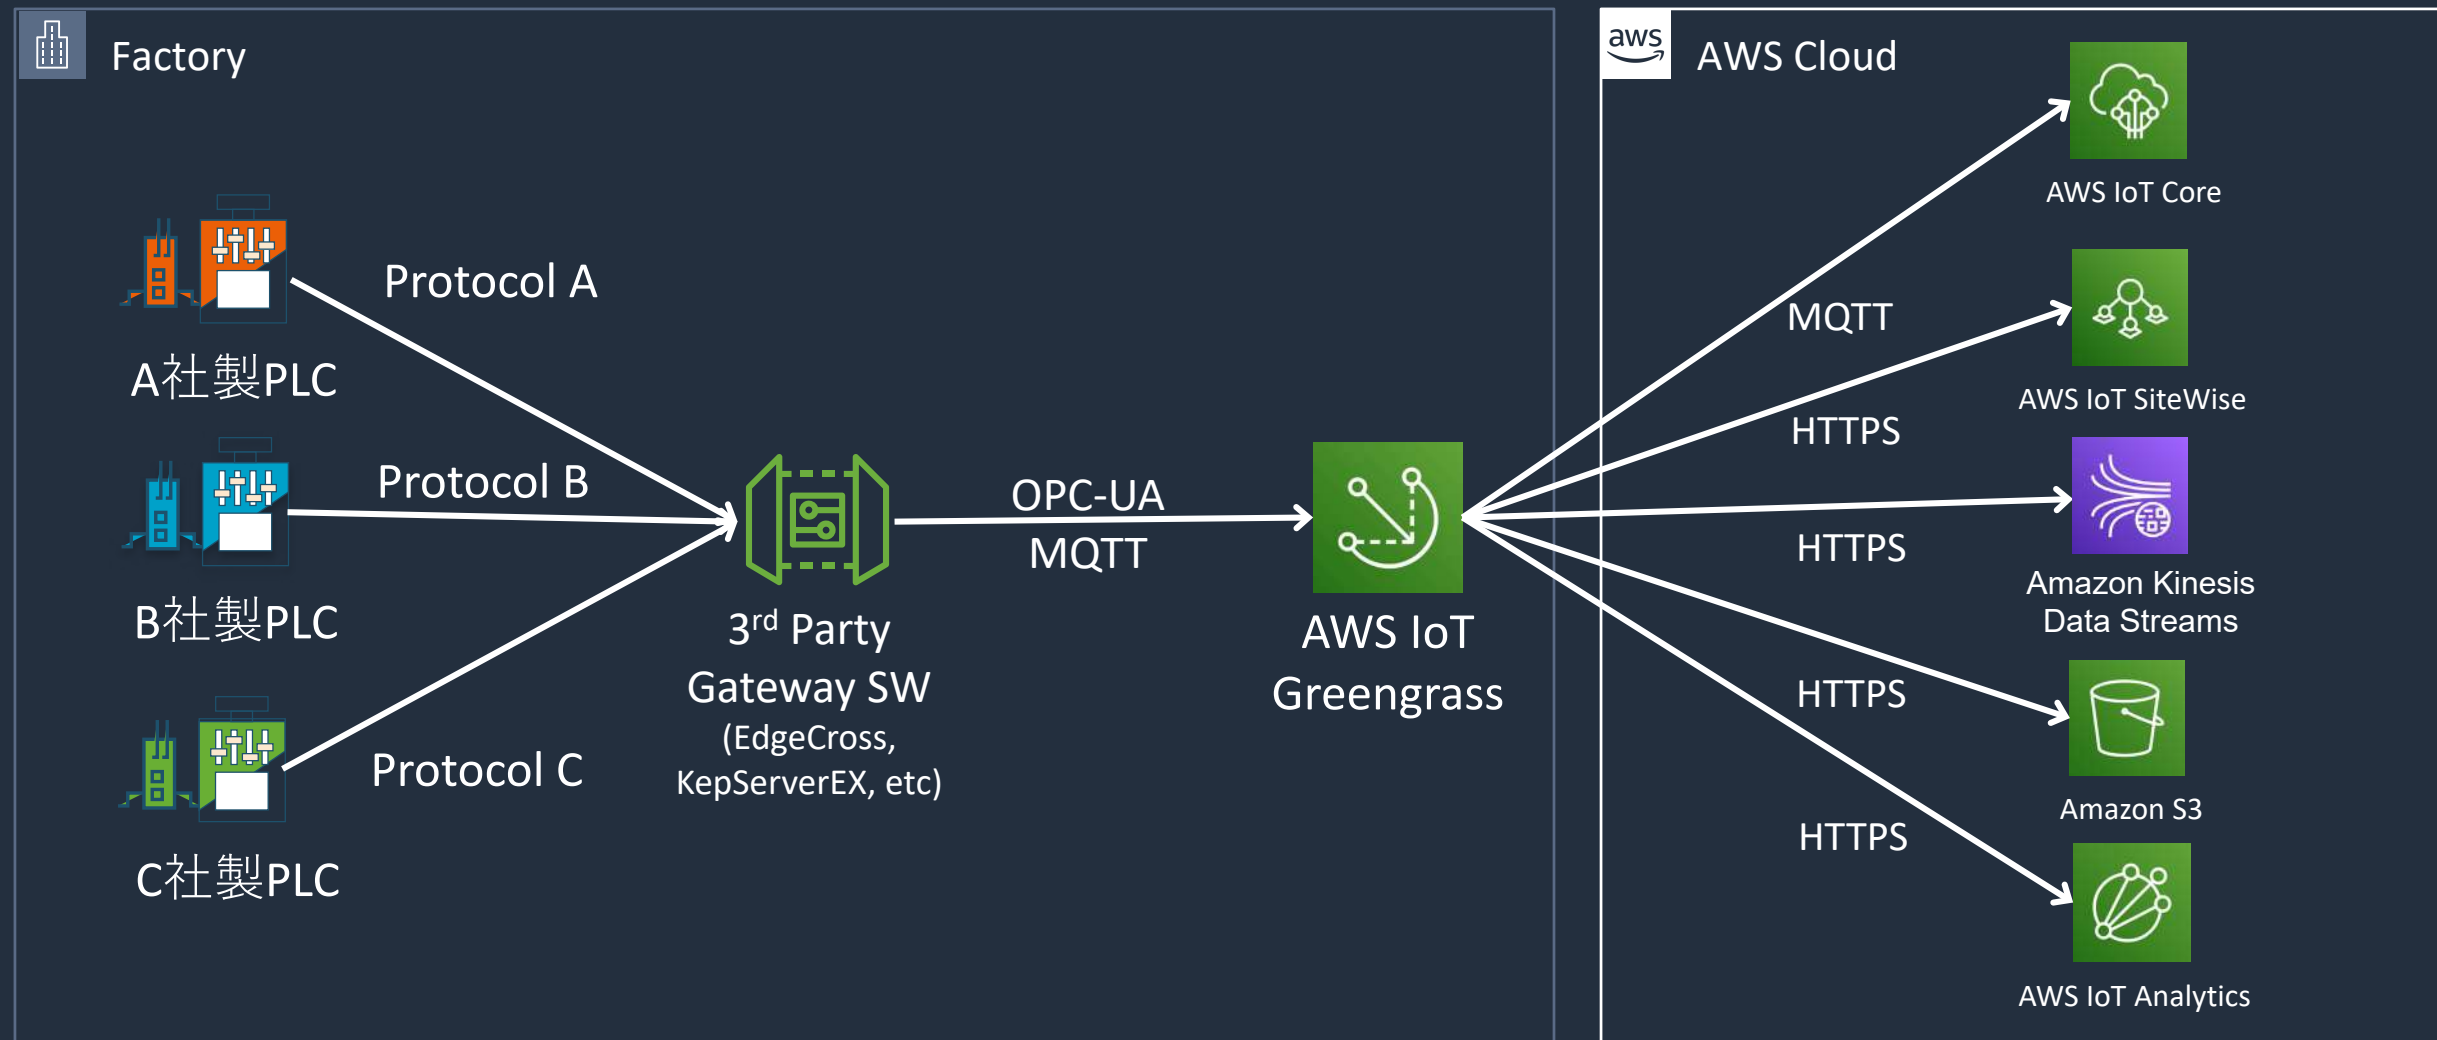 Factory
aws
AWS Cloud
AWS IoT Core
Protocol A
MQTT
A社製PLC
AWS IoT SiteWise
HTTPS
Protocol B
OPC-UA
MQTT
HTTPS
Amazon Kinesis
Data Streams
B社製PLC
3rd Party
Gateway SW
(EdgeCross,
KepServerEX, etc)
AWS IoT
Greengrass
HTTPS
Protocol C
Amazon S3
HTTPS
C社製PLC
AWS IoT Analytics